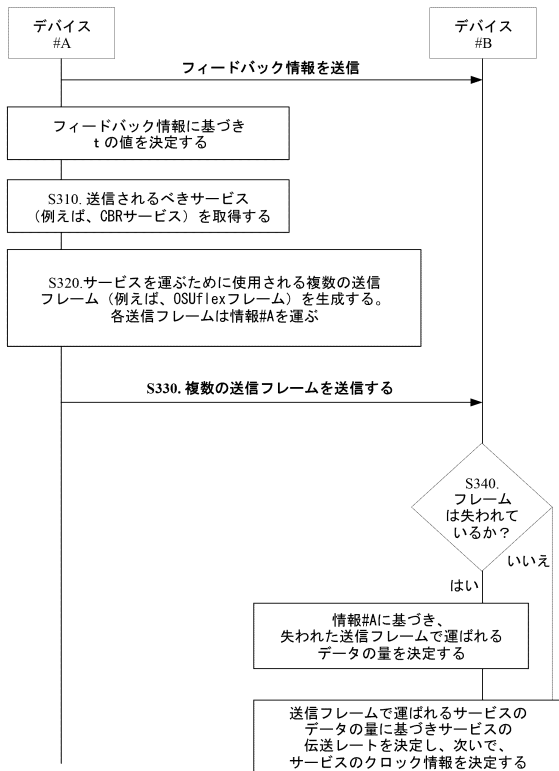 デバイス
#A
デバイス
#B
フィードバック情報を送信
フィードバック情報に基づき
tの値を決定する
S310. 送信されるべきサービス
（例えば、CBRサービス）を取得する
S320.サービスを運ぶために使用される複数の送信
フレーム（例えば、OSUflexフレーム）を生成する。
各送信フレームは情報#Aを運ぶ
S330. 複数の送信フレームを送信する
S340.
フレーム
は失われて
いるか？
いいえ
はい
情報#Aに基づき、
失われた送信フレームで運ばれる
データの量を決定する
送信フレームで運ばれるサービスの
データの量に基づきサービスの
伝送レートを決定し、次いで、
サービスのクロック情報を決定する